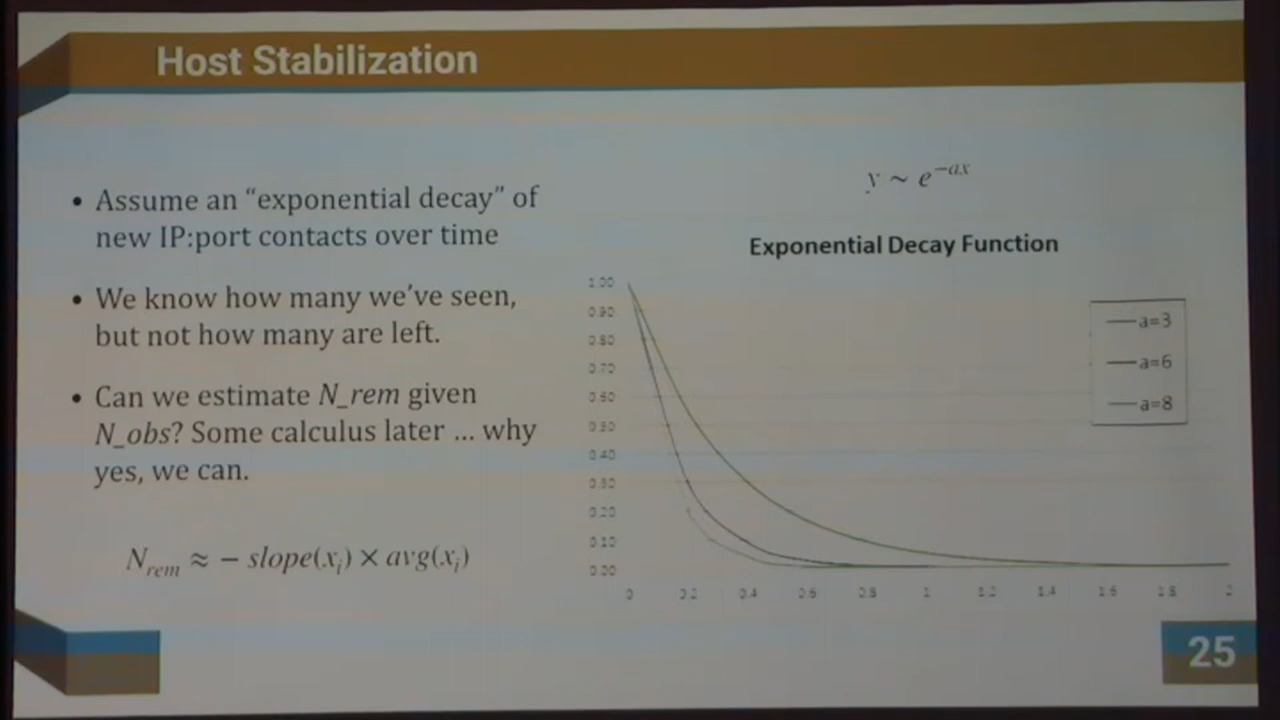 Host Stabilization
• Assume an “exponential decay” of
new IP:port contacts over time
• We know how many we’ve seen,
but not how many are left.
• Can we estimate N_rem given
N_obs? Some calculus later ... why
yes, we can.
N_rem ≈ − slope(x_i) × avg(x_i)
y ~ e^{−ax}
Exponential Decay Function
1.00
0.90
0.80
0.70
0.60
0.50
0.40
0.30
0.20
0.10
0.00
0 0.2 0.4 0.6 0.8 1 1.2 1.4 1.6 1.8 2
a=3
a=6
a=8
25